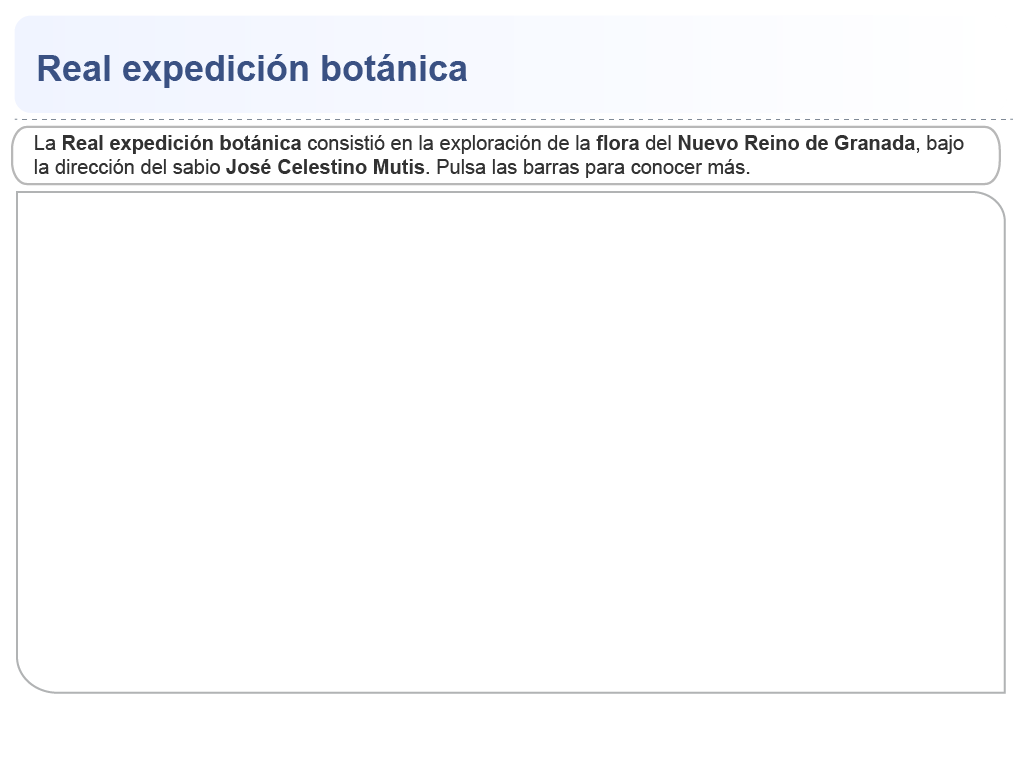 Real expedición botánica
La Real expedición botánica consistió en la exploración de la flora del Nuevo Reino de Granada, bajo
la dirección del sabio José Celestino Mutis. Pulsa las barras para conocer más.